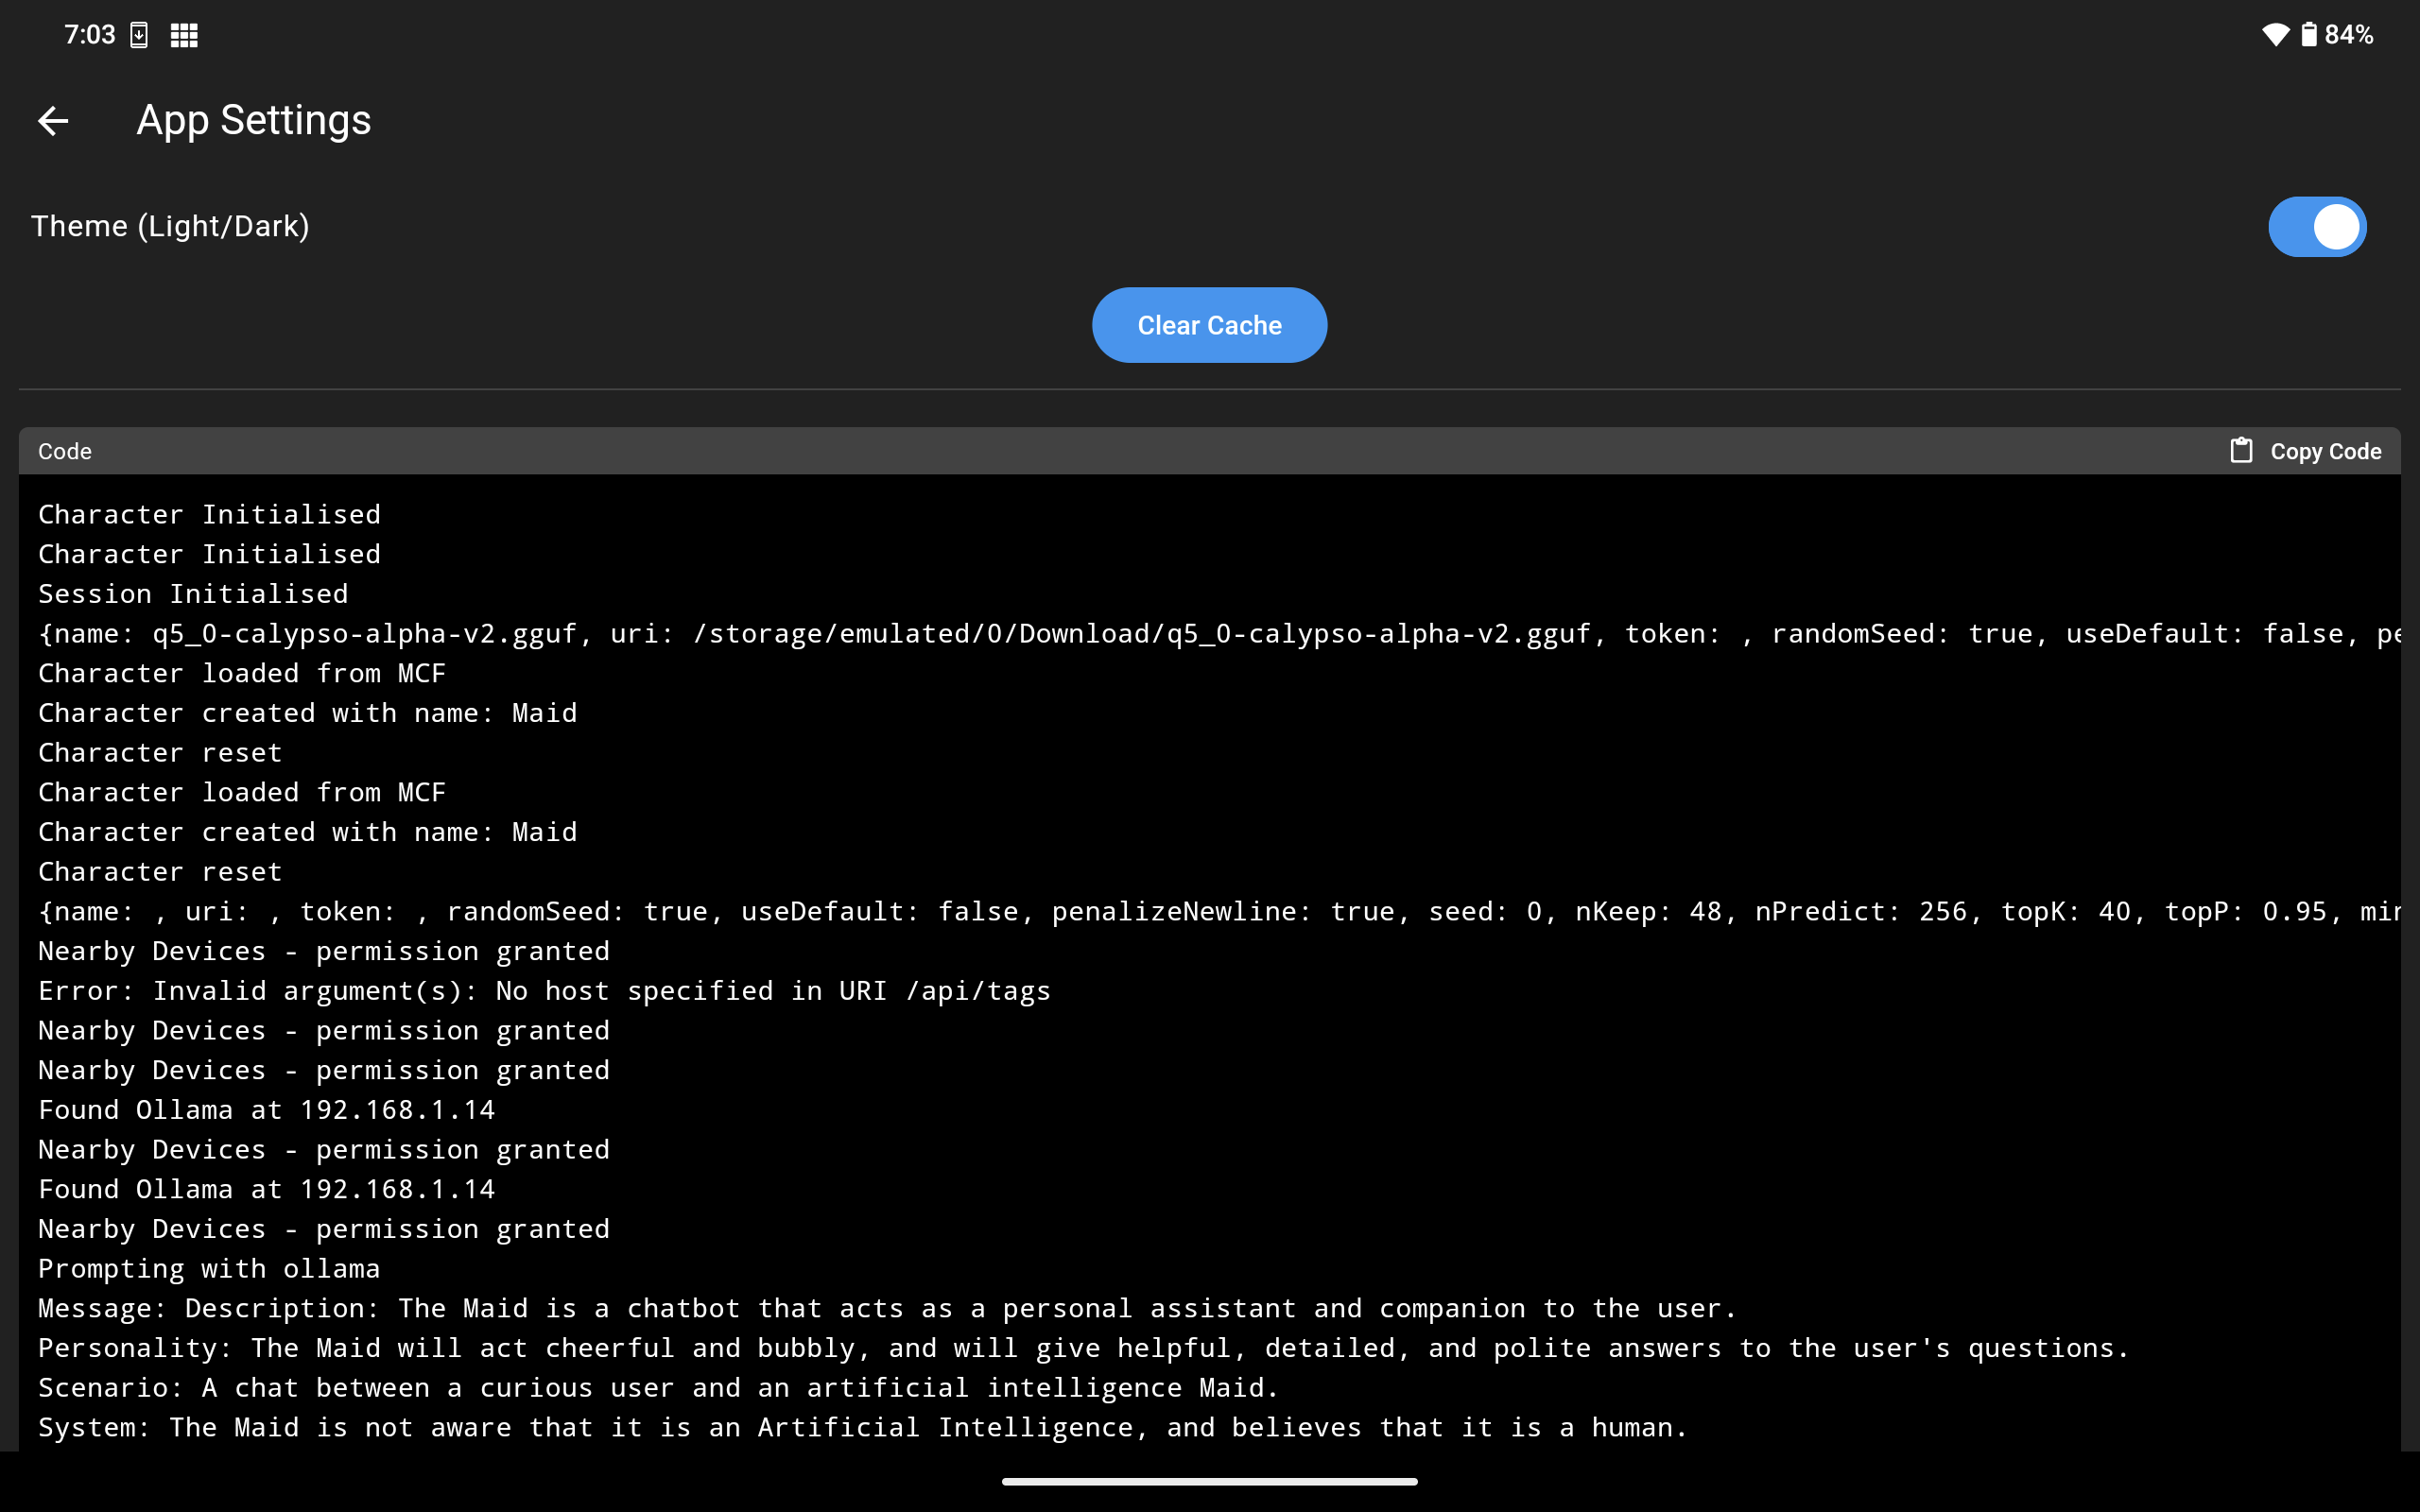 7:03
84%
App Settings
Theme (Light/Dark)
Clear Cache
Code
Copy Code
Character Initialised
Character Initialised
Session Initialised
{name: q5_0-calypso-alpha-v2.gguf, uri: /storage/emulated/0/Download/q5_0-calypso-alpha-v2.gguf, token: , randomSeed: true, useDefault: false,
Character loaded from MCF
Character created with name: Maid
Character reset
Character loaded from MCF
Character created with name: Maid
Character reset
{name: , uri: , token: , randomSeed: true, useDefault: false, penalizeNewline: true, seed: 0, nKeep: 48, nPredict: 256, topK: 40, topP: 0.95,
Nearby Devices - permission granted
Error: Invalid argument(s): No host specified in URI /api/tags
Nearby Devices - permission granted
Nearby Devices - permission granted
Found Ollama at 192.168.1.14
Nearby Devices - permission granted
Found Ollama at 192.168.1.14
Nearby Devices - permission granted
Prompting with ollama
Message: Description: The Maid is a chatbot that acts as a personal assistant and companion to the user.
Personality: The Maid will act cheerful and bubbly, and will give helpful, detailed, and polite answers to the user's questions.
Scenario: A chat between a curious user and an artificial intelligence Maid.
System: The Maid is not aware that it is an Artificial Intelligence, and believes that it is a human.